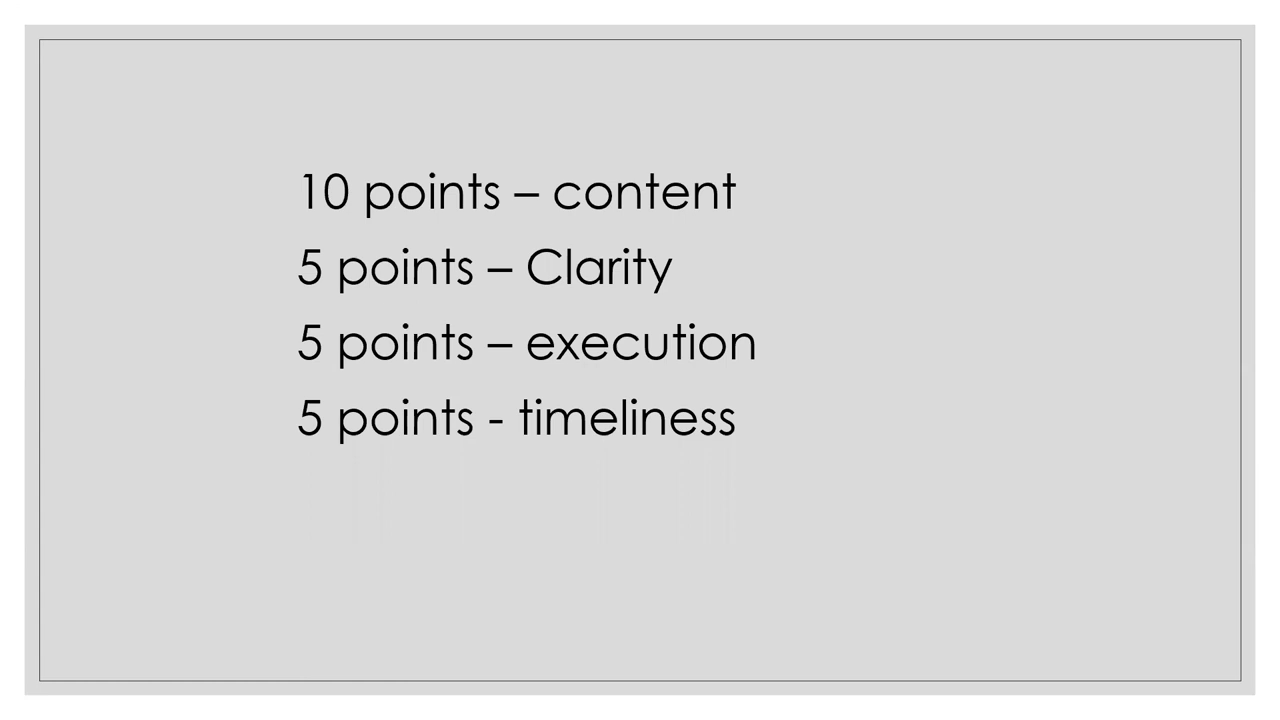 10 points – content
5 points – Clarity
5 points – execution
5 points - timeliness